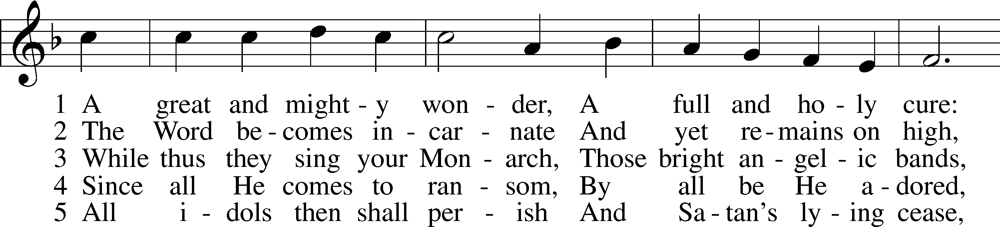 1 A great and might - y won - der, A full and ho - ly cure:
2 The Word be - comes in - car - nate And yet re - mains on high,
3 While thus they sing your Mon - arch, Those bright an - gel - ic bands,
4 Since all He comes to ran - som, By all be He a - dored,
5 All i - dols then shall per - ish And Sa - tan's ly - ing cease,